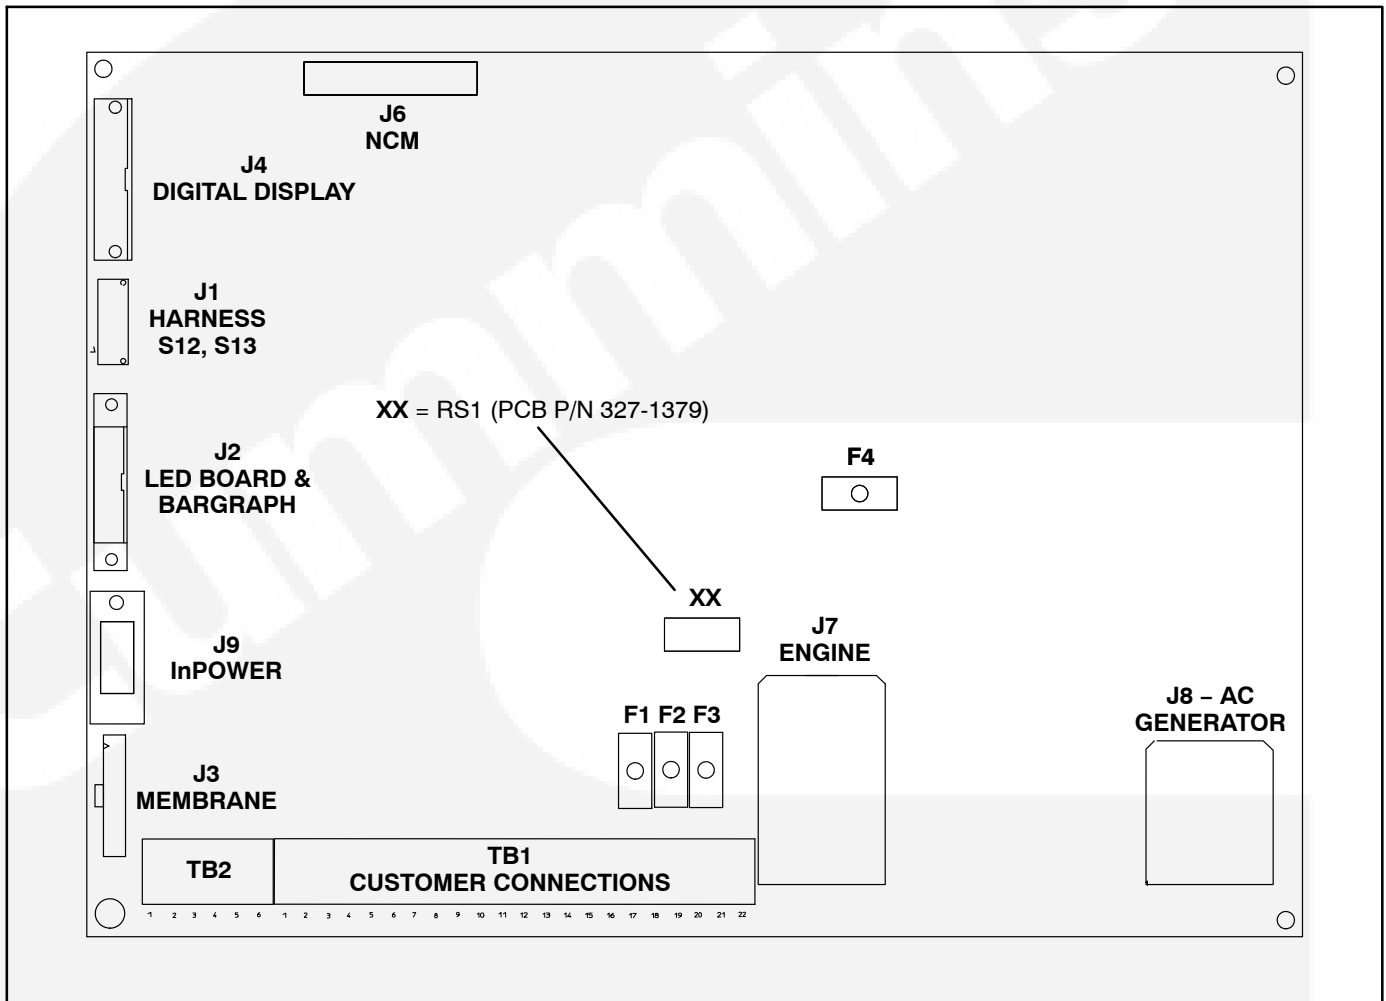 J6
NCM
J4
DIGITAL DISPLAY
J1
HARNESS
S12, S13
XX = RS1 (PCB P/N 327-1379)
J2
LED BOARD &
BARGRAPH
F4
XX
J9
InPOWER
J7
ENGINE
J8 – AC
GENERATOR
F1 F2 F3
J3
MEMBRANE
TB2
TB1
CUSTOMER CONNECTIONS
1 2 3 4 5 6 1 2 3 4 5 6 7 8 9 10 11 12 13 14 15 16 17 18 19 20 21 22
Cummins